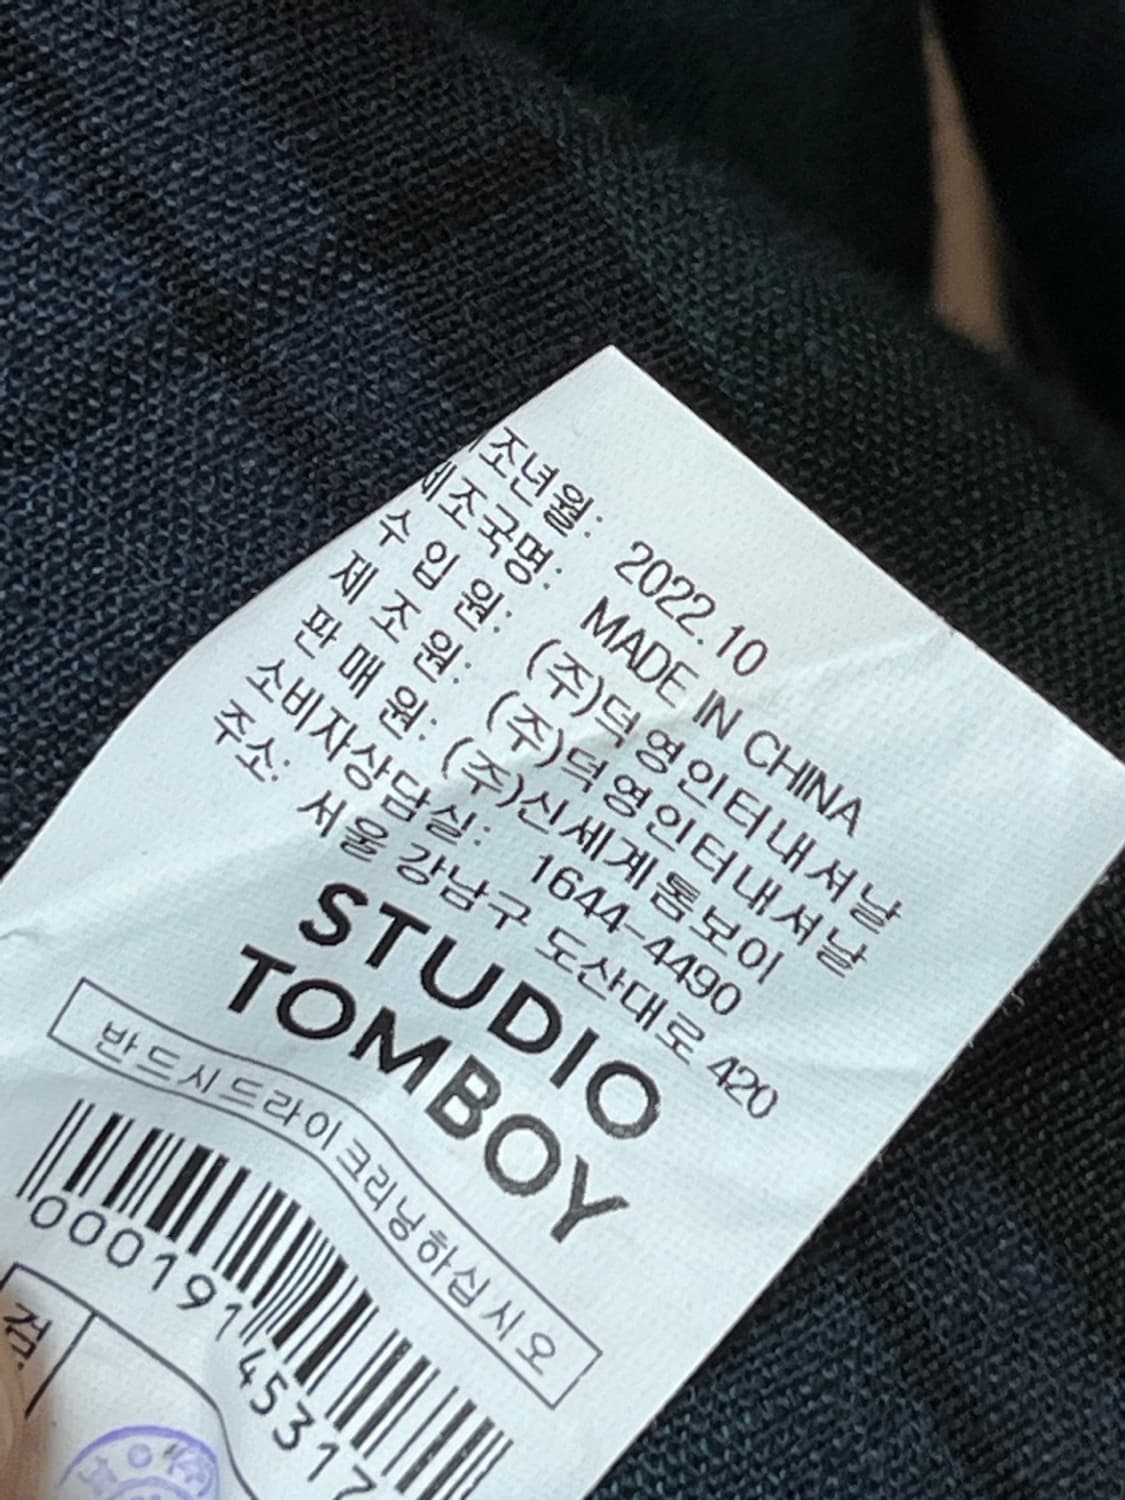 조년월: 2022.10
제조국명: MADE IN CHINA
수 입 원: (주)덕영인터내셔날
제 조 원: (주)덕영인터내셔날
판 매 원: (주)신세계톰보이
소비자상담실: 1644-4490
주소: 서울 강남구 도산대로 420
STUDIO
TOMBOY
반드시드라이크리닝하십시오
00019145317
검